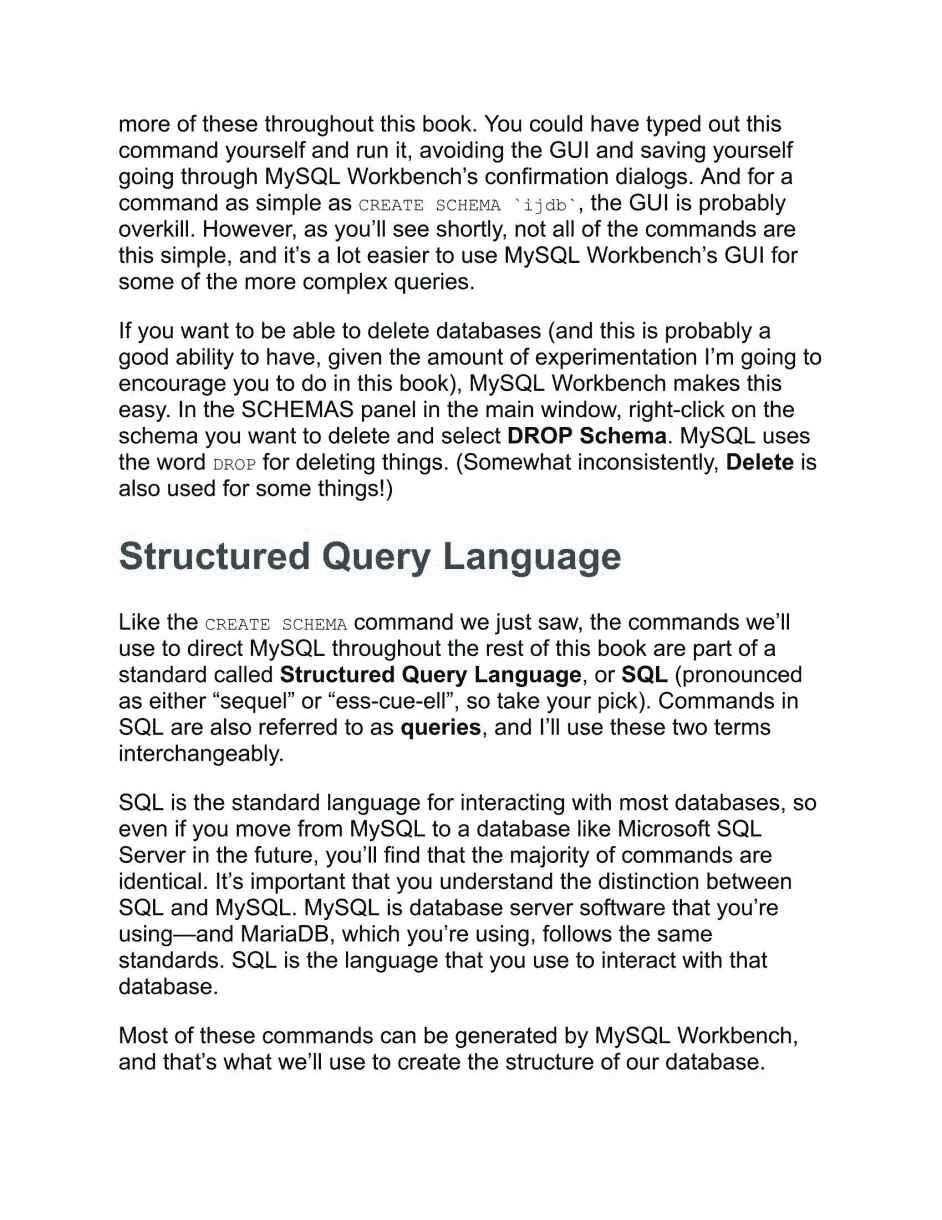 more of these throughout this book. You could have typed out this
command yourself and run it, avoiding the GUI and saving yourself
going through MySQL Workbench’s confirmation dialogs. And for a
command as simple as CREATE SCHEMA `ijdb`, the GUI is probably
overkill. However, as you’ll see shortly, not all of the commands are
this simple, and it’s a lot easier to use MySQL Workbench’s GUI for
some of the more complex queries.
If you want to be able to delete databases (and this is probably a
good ability to have, given the amount of experimentation I’m going to
encourage you to do in this book), MySQL Workbench makes this
easy. In the SCHEMAS panel in the main window, right-click on the
schema you want to delete and select DROP Schema. MySQL uses
the word DROP for deleting things. (Somewhat inconsistently, Delete is
also used for some things!)
Structured Query Language
Like the CREATE SCHEMA command we just saw, the commands we’ll
use to direct MySQL throughout the rest of this book are part of a
standard called Structured Query Language, or SQL (pronounced
as either “sequel” or “ess-cue-ell”, so take your pick). Commands in
SQL are also referred to as queries, and I’ll use these two terms
interchangeably.
SQL is the standard language for interacting with most databases, so
even if you move from MySQL to a database like Microsoft SQL
Server in the future, you’ll find that the majority of commands are
identical. It’s important that you understand the distinction between
SQL and MySQL. MySQL is database server software that you’re
using—and MariaDB, which you’re using, follows the same
standards. SQL is the language that you use to interact with that
database.
Most of these commands can be generated by MySQL Workbench,
and that’s what we’ll use to create the structure of our database.